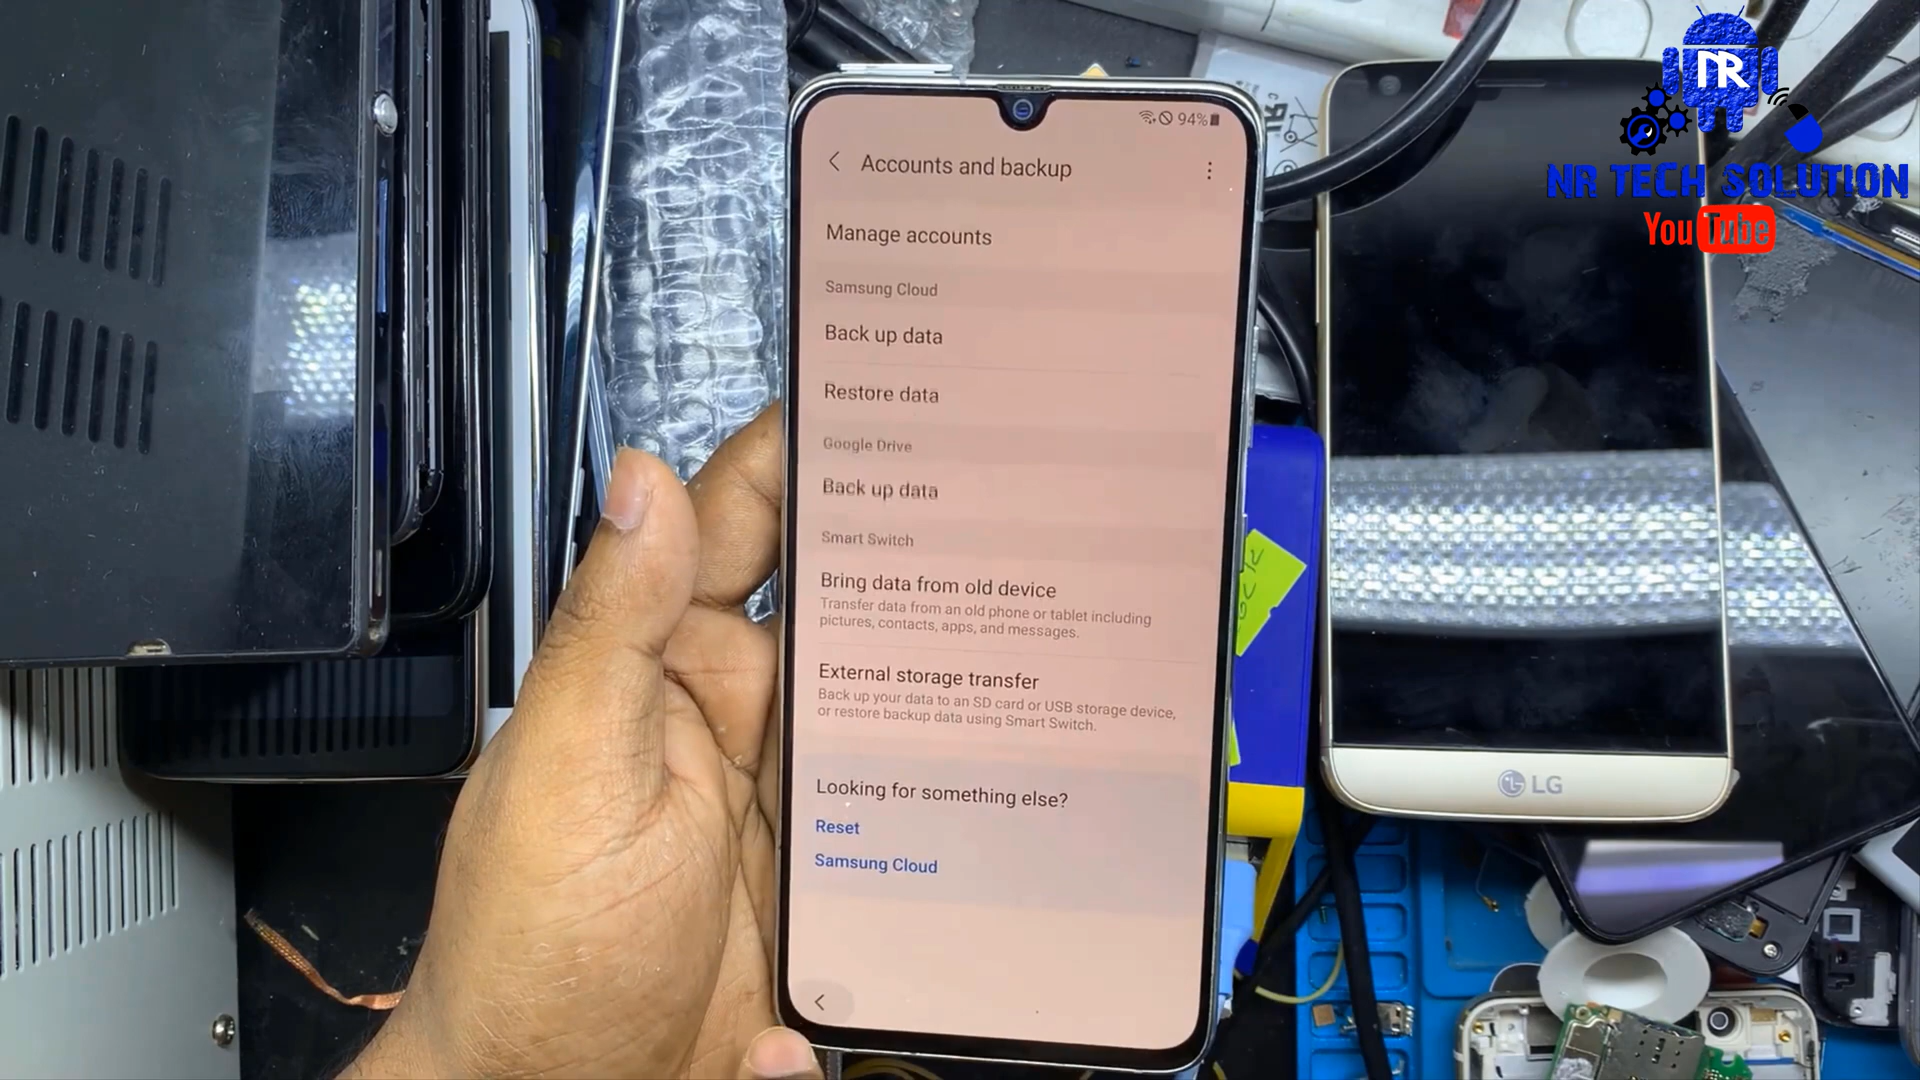 94%
Accounts and backup
Manage accounts
Samsung Cloud
Back up data
Restore data
Google Drive
Back up data
Smart Switch
Bring data from old device
Transfer data from an old phone or tablet including
pictures, contacts, apps, and messages.
External storage transfer
Back up your data to an SD card or USB storage device,
or restore backup data using Smart Switch.
Looking for something else?
Reset
Samsung Cloud
NR
NR TECH SOLUTION
YouTube
LG